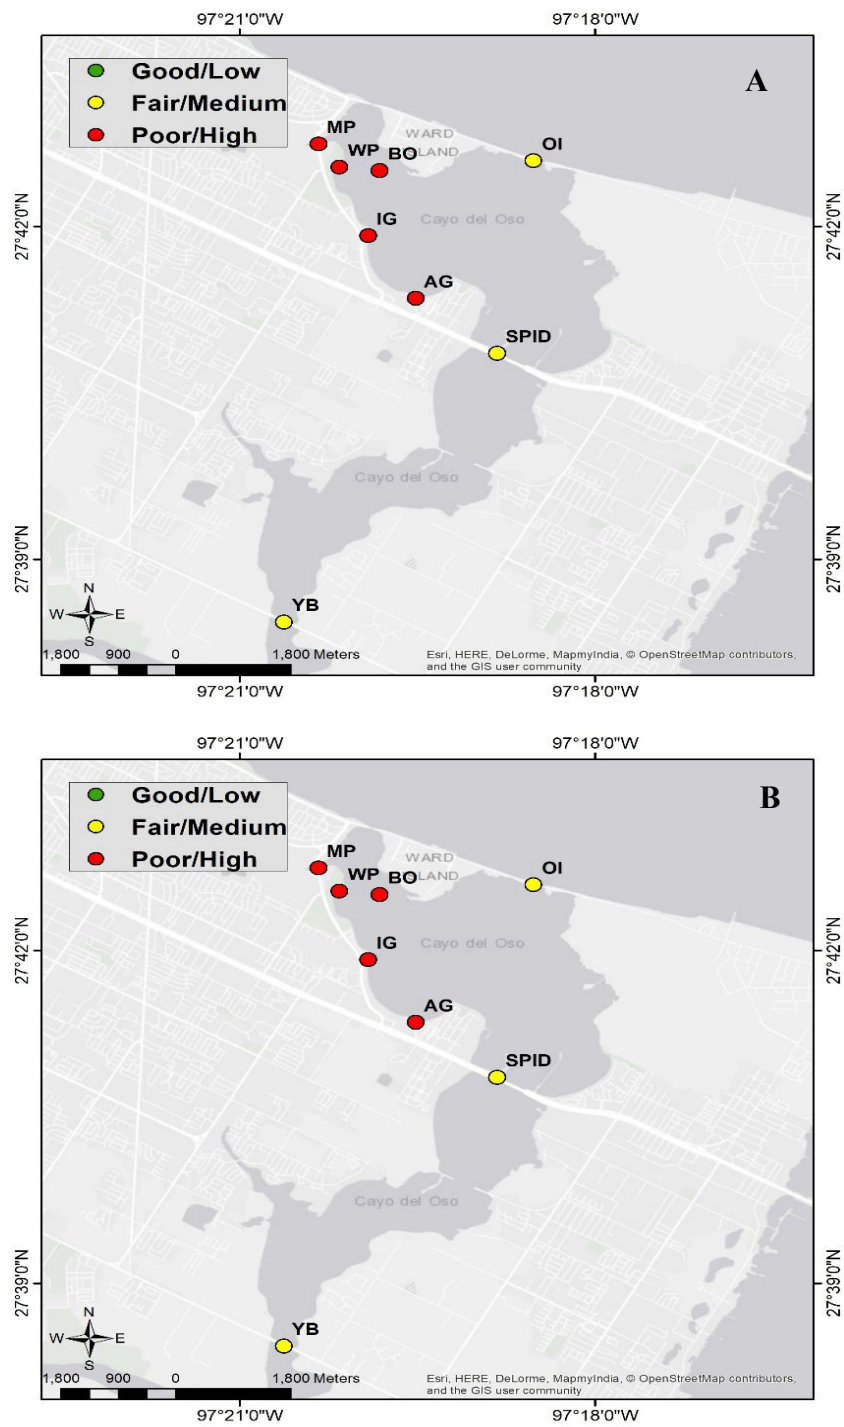 97°21'0"W 97°18'0"W
Good/Low
Fair/Medium
Poor/High
A
MP
WARD
ISLAND
WP
BO
OI
27°42'0"N
27°42'0"N
IG
Cayo del Oso
AG
SPID
Cayo del Oso
27°39'0"N
27°39'0"N
N
W E
S
YB
1,800 900 0 1,800 Meters
Esri, HERE, DeLorme, MapmyIndia, © OpenStreetMap contributors,
and the GIS user community
97°21'0"W 97°18'0"W
97°21'0"W 97°18'0"W
Good/Low
Fair/Medium
Poor/High
B
MP
WARD
ISLAND
WP
BO
OI
27°42'0"N
27°42'0"N
IG
Cayo del Oso
AG
SPID
Cayo del Oso
27°39'0"N
27°39'0"N
N
W E
S
YB
1,800 900 0 1,800 Meters
Esri, HERE, DeLorme, MapmyIndia, © OpenStreetMap contributors,
and the GIS user community
97°21'0"W 97°18'0"W